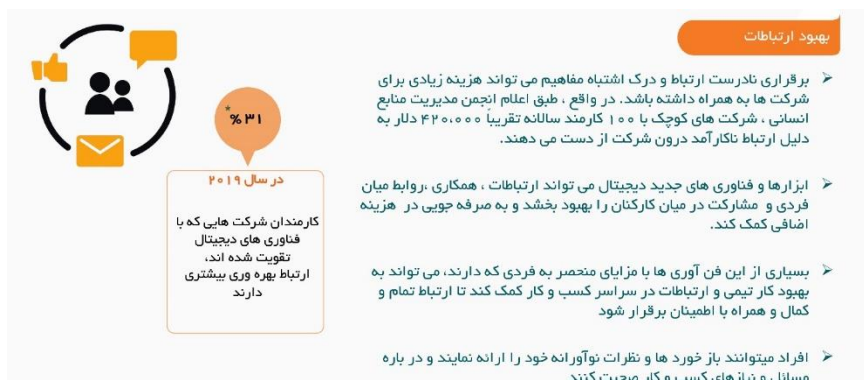 بهبود ارتباطات
برقراری نادرست ارتباط و درک اشتباه مفاهیم می تواند هزینه زیادی برای
شرکت ها به همراه داشته باشد. در واقع ، طبق اعلام انجمن مدیریت منابع
انسانی ، شرکت های کوچک با ۱۰۰ کارمند سالانه تقریباً ۴۲۰،۰۰۰ دلار به
دلیل ارتباط ناکارآمد درون شرکت از دست می دهند.
ابزارها و فناوری های جدید دیجیتال می تواند ارتباطات ، همکاری ،روابط میان
فردی و مشارکت در میان کارکنان را بهبود بخشد و به صرفه جویی در هزینه
اضافی کمک کند.
بسیاری از این فن آوری ها با مزایای منحصر به فردی که دارند، می تواند به
بهبود کار تیمی و ارتباطات در سراسر کسب و کار کمک کند تا ارتباط تمام و
کمال و همراه با اطمینان برقرار شود
افراد میتوانند باز خورد ها و نظرات نوآورانه خود را ارائه نمایند و در باره
مسائل و نیازهای کسب و کار صحبت کنند
۳۱ %*
در سال ۲۰۱۹
کارمندان شرکت هایی که با
فناوری های دیجیتال
تقویت شده اند،
ارتباط بهره وری بیشتری
دارند